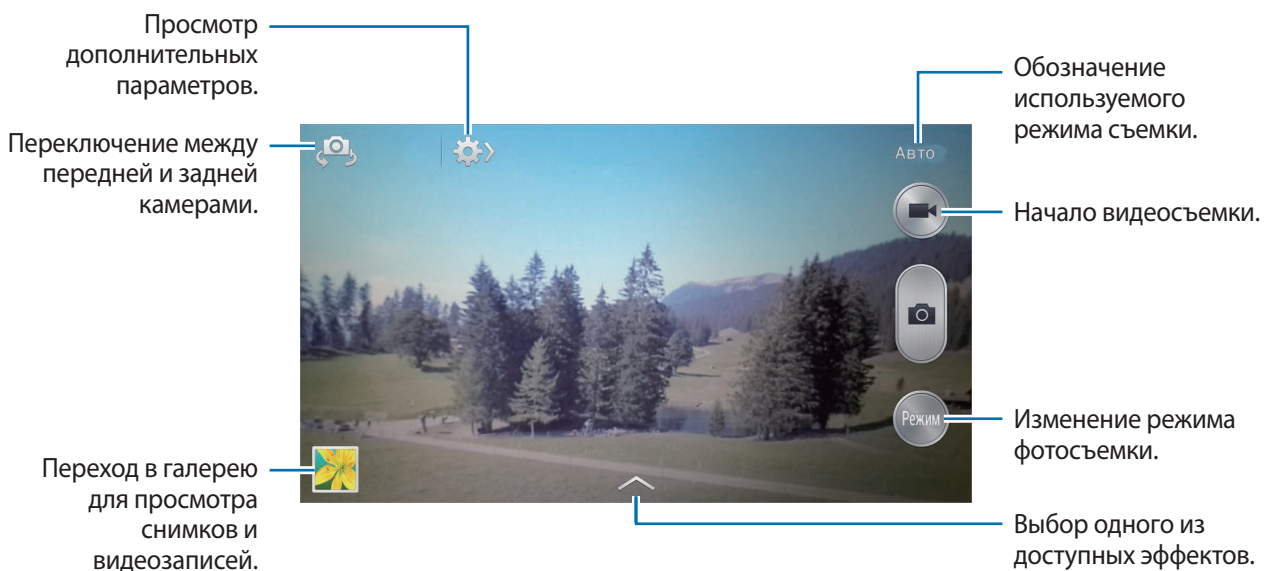 Просмотр
дополнительных
параметров.
Переключение между
передней и задней
камерами.
Переход в галерею
для просмотра
снимков и
видеозаписей.
Авто
Режим
Обозначение
используемого
режима съемки.
Начало видеосъемки.
Изменение режима
фотосъемки.
Выбор одного из
доступных эффектов.